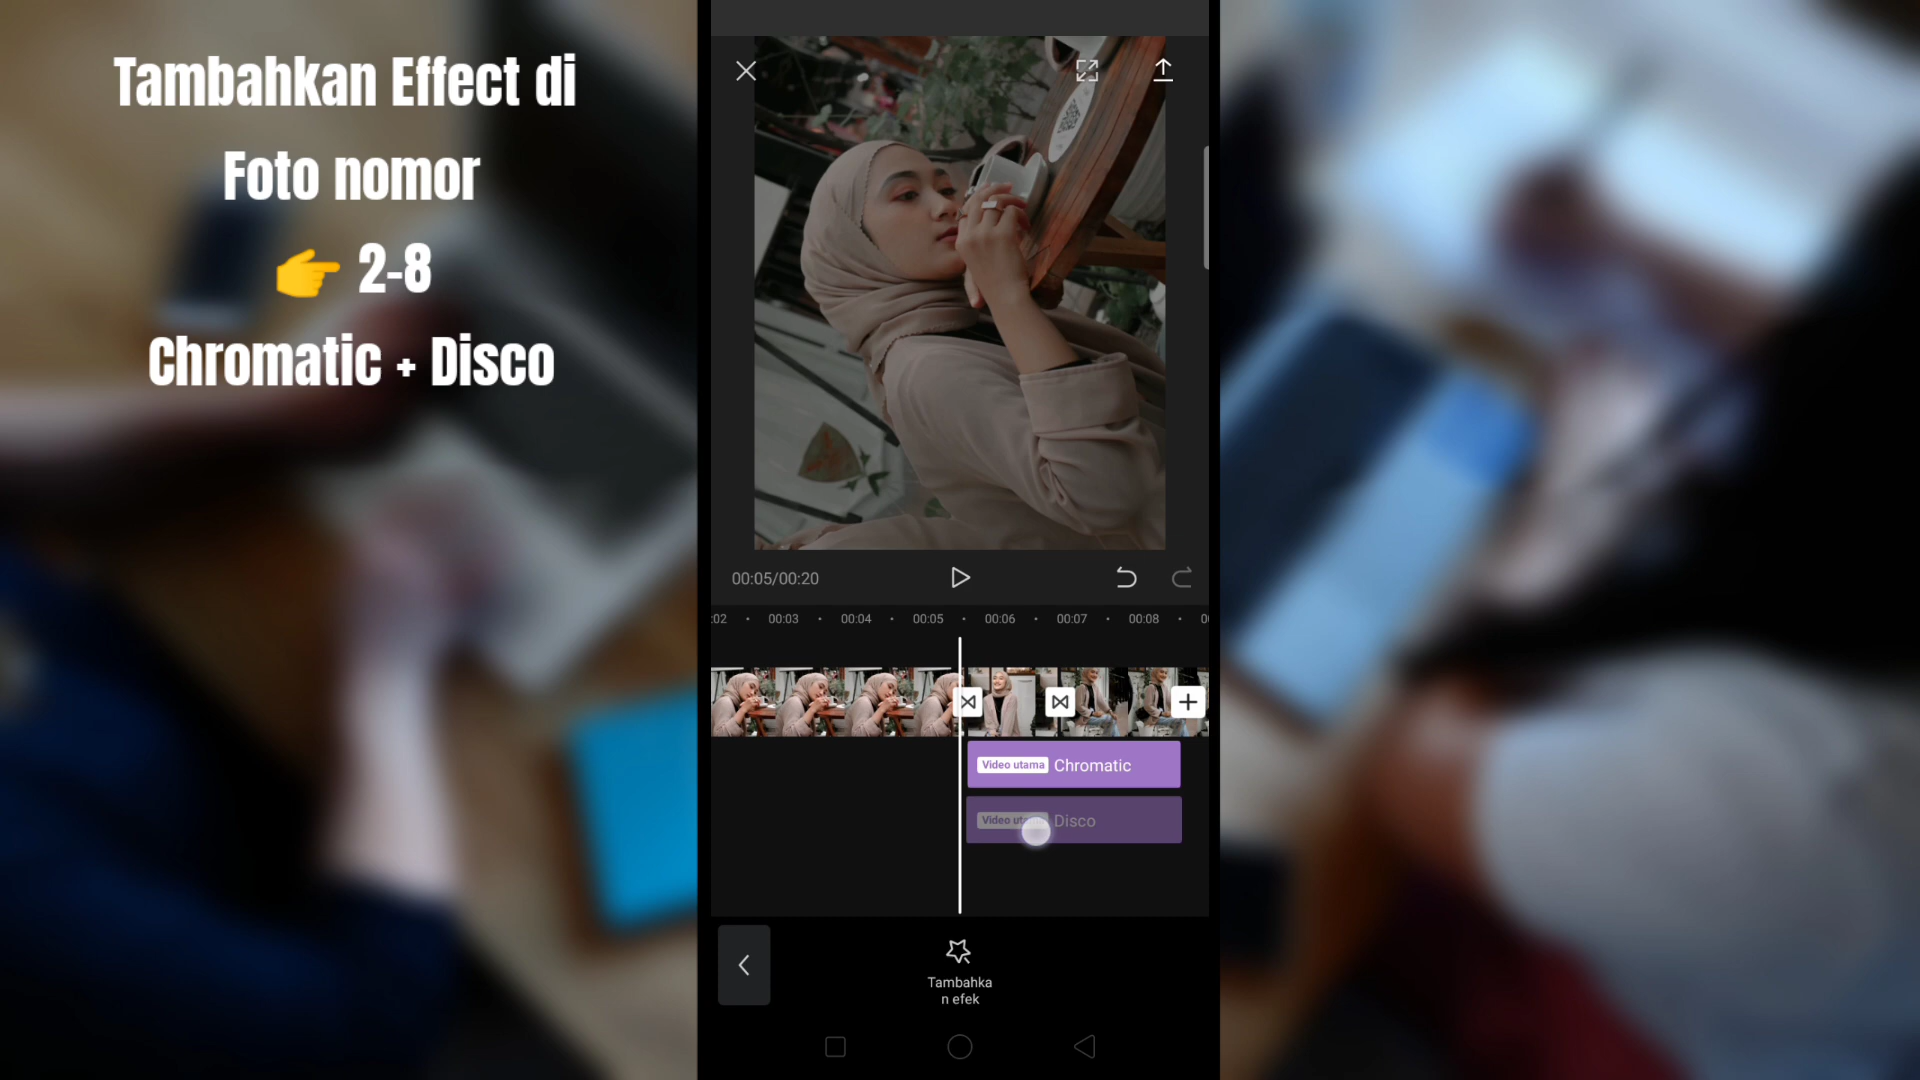 Tambahkan Effect di
Foto nomor
👉 2-8
Chromatic + Disco
00:05/00:20
:02 00:03 00:04 00:05 00:06 00:07 00:08
Video utama Chromatic
Disco
Tambahka
n efek